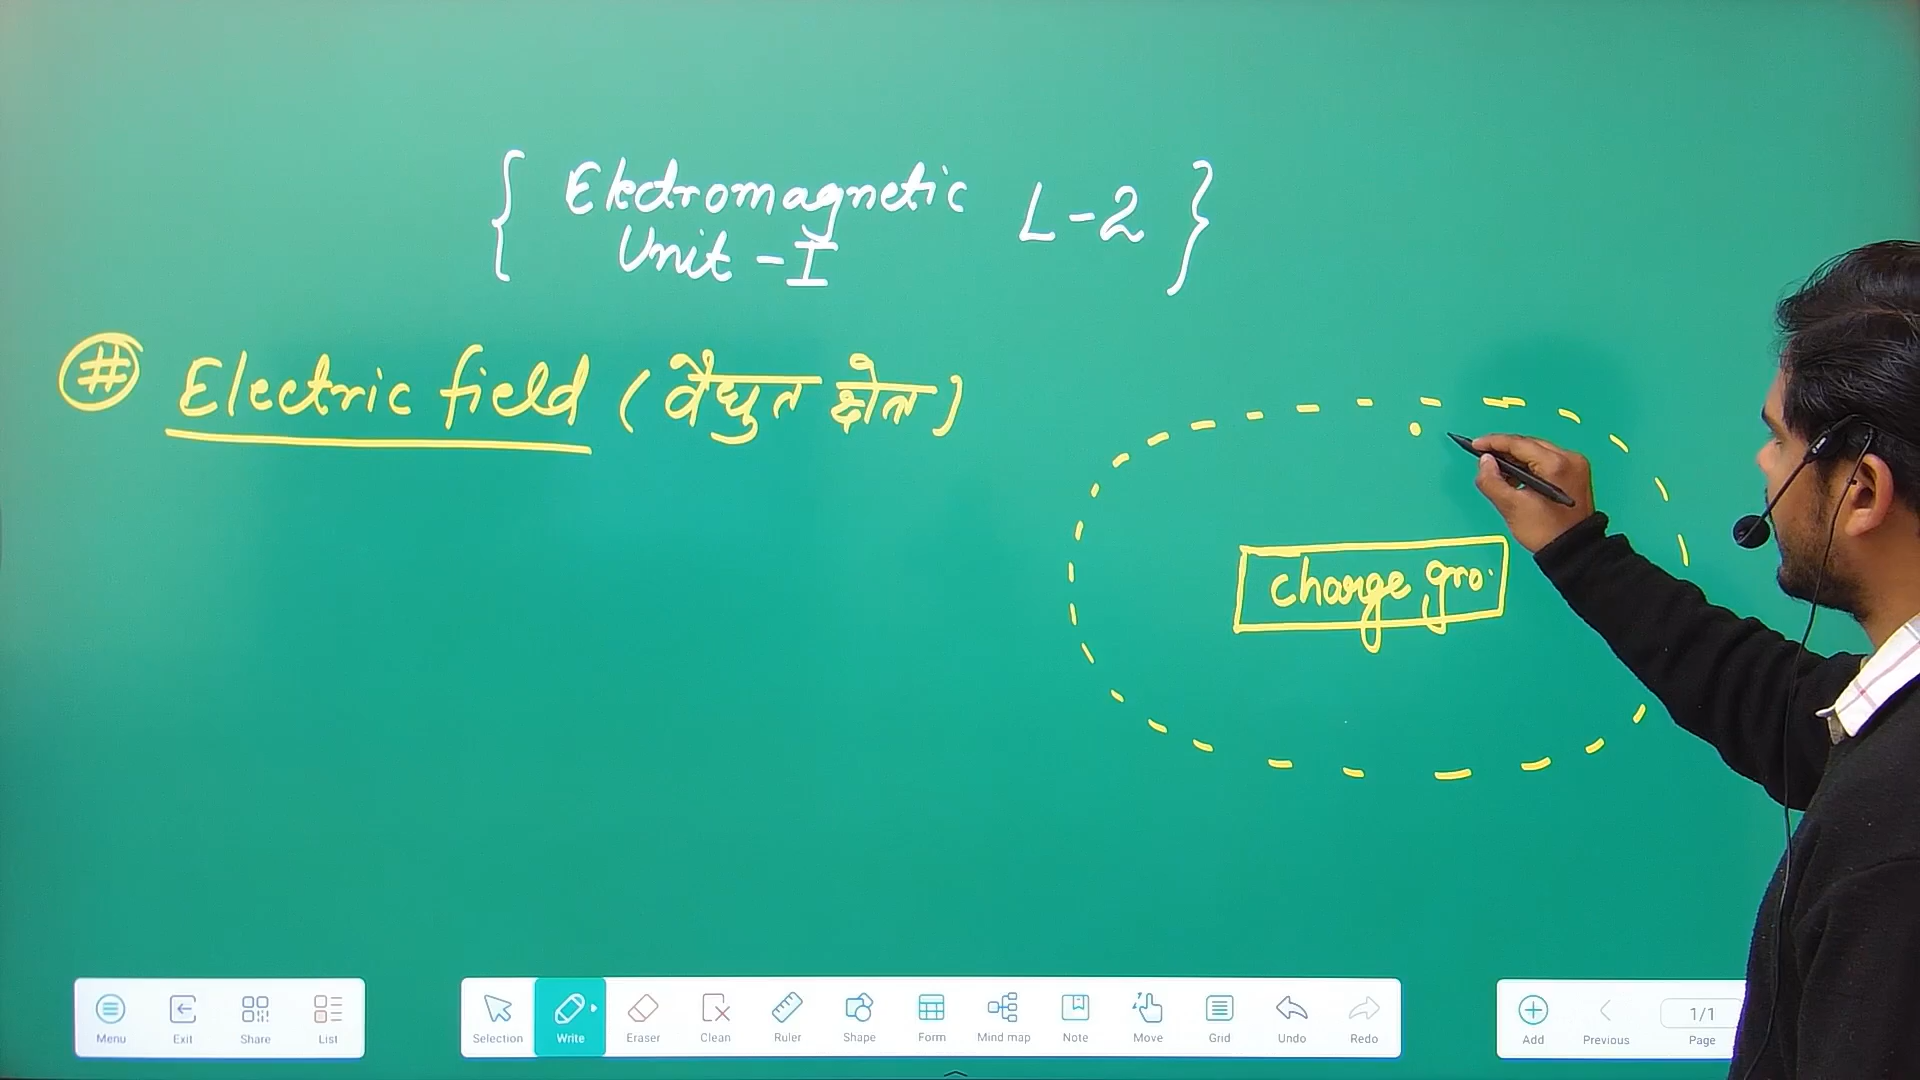 { Electromagnetic L-2 }
Unit - I
# Electric field (वैद्युत क्षेत्र)
charge gro.
Menu Exit Share List
Selection Write Eraser Clean Ruler Shape Form Mind map Note Move Grid Undo Redo
Add Previous 1/1 Page